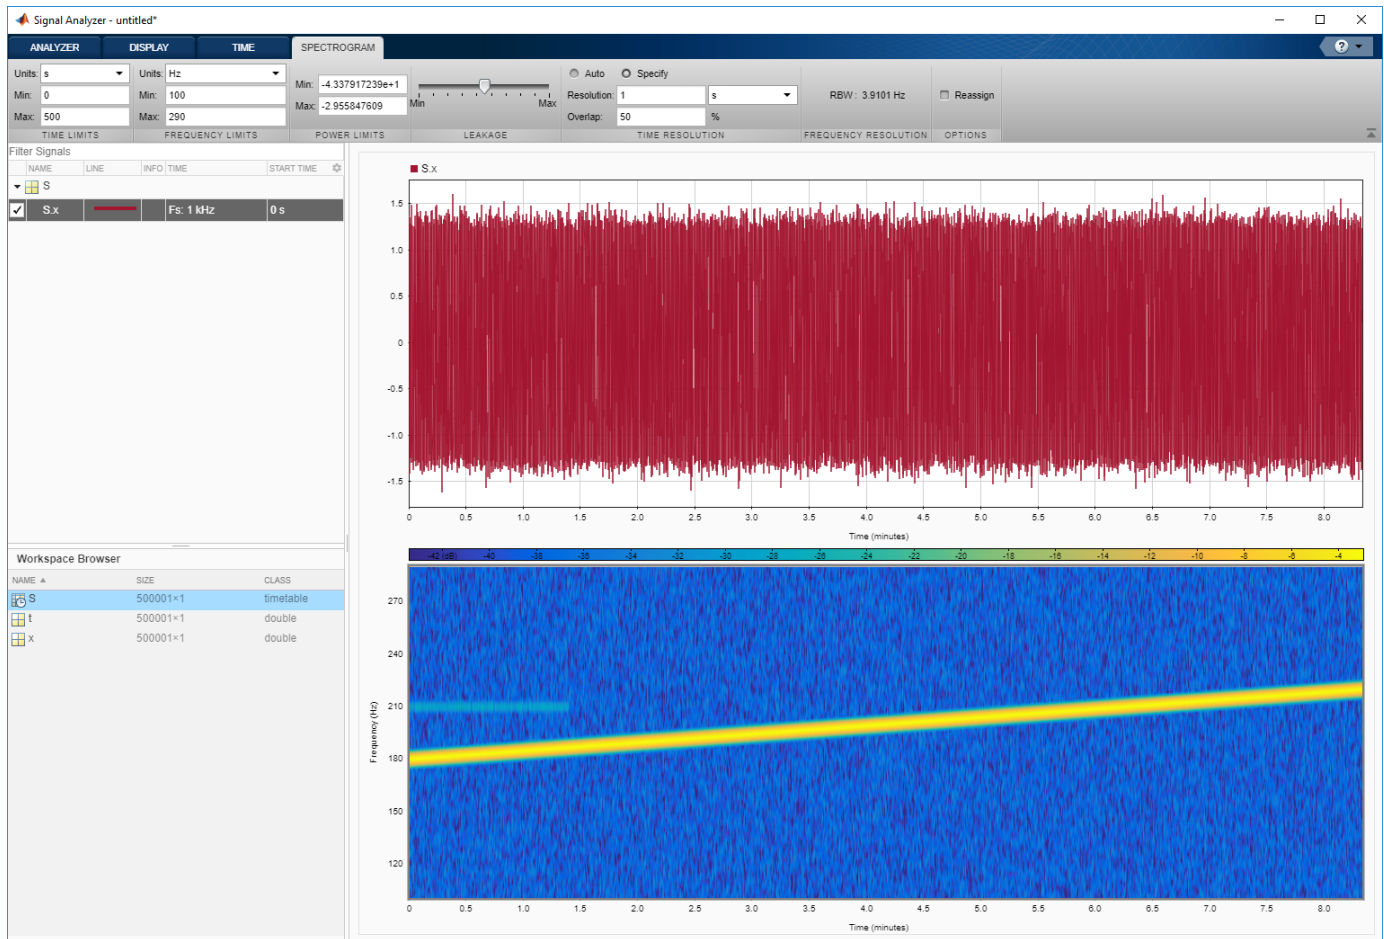 Signal Analyzer - untitled*
ANALYZER DISPLAY TIME SPECTROGRAM
?
Units: s Units: Hz Min: -4.337917239e+1 Auto Specify
Min: 0 Min: 100 Max: -2.955847609 Min Max Resolution: 1 s RBW : 3.9101 Hz Reassign
Max: 500 Max: 290 Overlap: 50 %
TIME LIMITS FREQUENCY LIMITS POWER LIMITS LEAKAGE TIME RESOLUTION FREQUENCY RESOLUTION OPTIONS
Filter Signals
NAME LINE INFO TIME START TIME
S
S.x Fs: 1 kHz 0 s
S.x
1.5
1.0
0.5
0
-0.5
-1.0
-1.5
0 0.5 1.0 1.5 2.0 2.5 3.0 3.5 4.0 4.5 5.0 5.5 6.0 6.5 7.0 7.5 8.0
Time (minutes)
Workspace Browser
NAME SIZE CLASS
S 500001×1 timetable
t 500001×1 double
x 500001×1 double
-42 (dB) -40 -38 -36 -34 -32 -30 -28 -26 -24 -22 -20 -18 -16 -14 -12 -10 -8 -6 -4
270
240
210
180
150
120
Frequency (Hz)
0 0.5 1.0 1.5 2.0 2.5 3.0 3.5 4.0 4.5 5.0 5.5 6.0 6.5 7.0 7.5 8.0
Time (minutes)